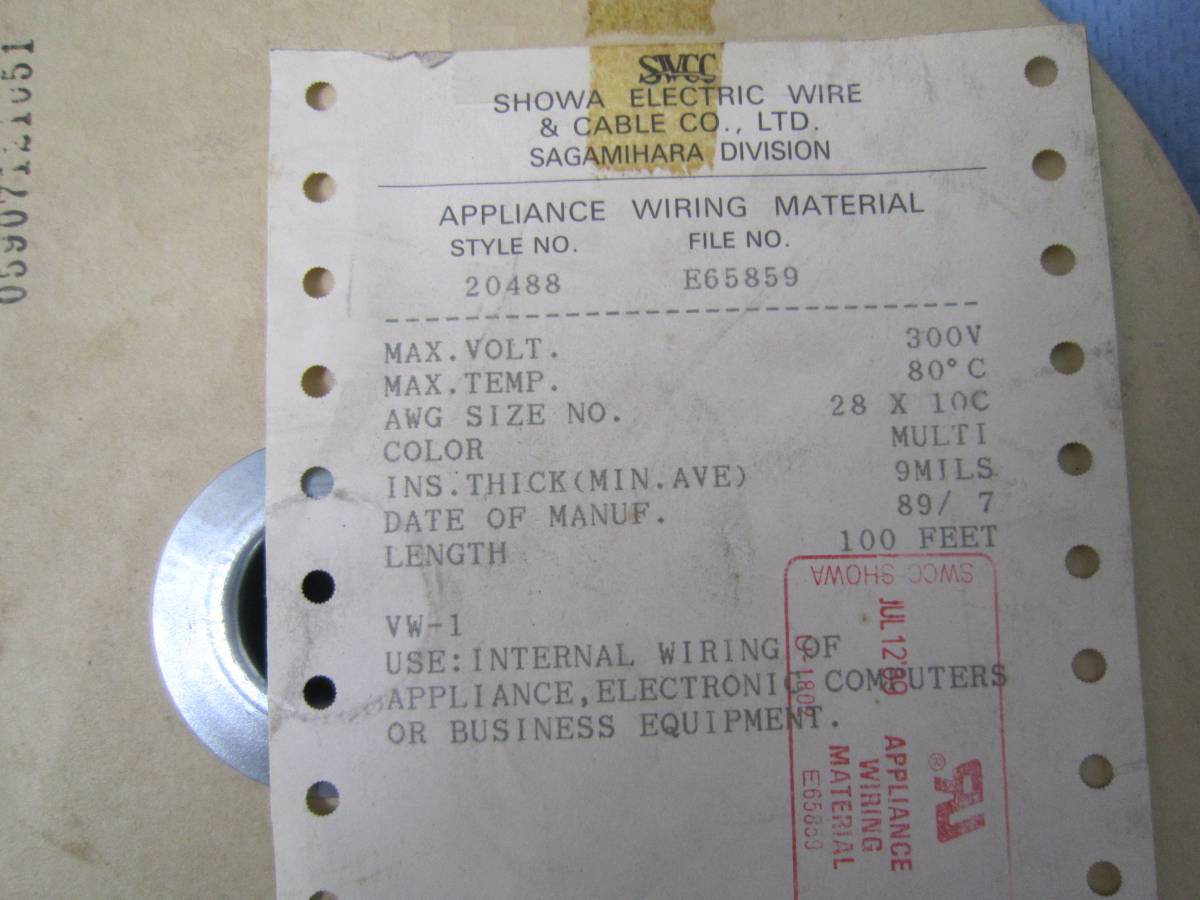 SWCC
SHOWA ELECTRIC WIRE
& CABLE CO., LTD.
SAGAMIHARA DIVISION
APPLIANCE WIRING MATERIAL
STYLE NO. FILE NO.
20488 E65859
MAX.VOLT. 300V
MAX.TEMP. 80°C
AWG SIZE NO. 28 X 10C
COLOR MULTI
INS.THICK(MIN.AVE) 9MILS
DATE OF MANUF. 89/ 7
LENGTH 100 FEET
VW-1
USE:INTERNAL WIRING OF
APPLIANCE,ELECTRONIC COMPUTERS
OR BUSINESS EQUIPMENT.
SWCC SHOWA
JUL 12'89
APPLIANCE
WIRING
MATERIAL
E65859
®